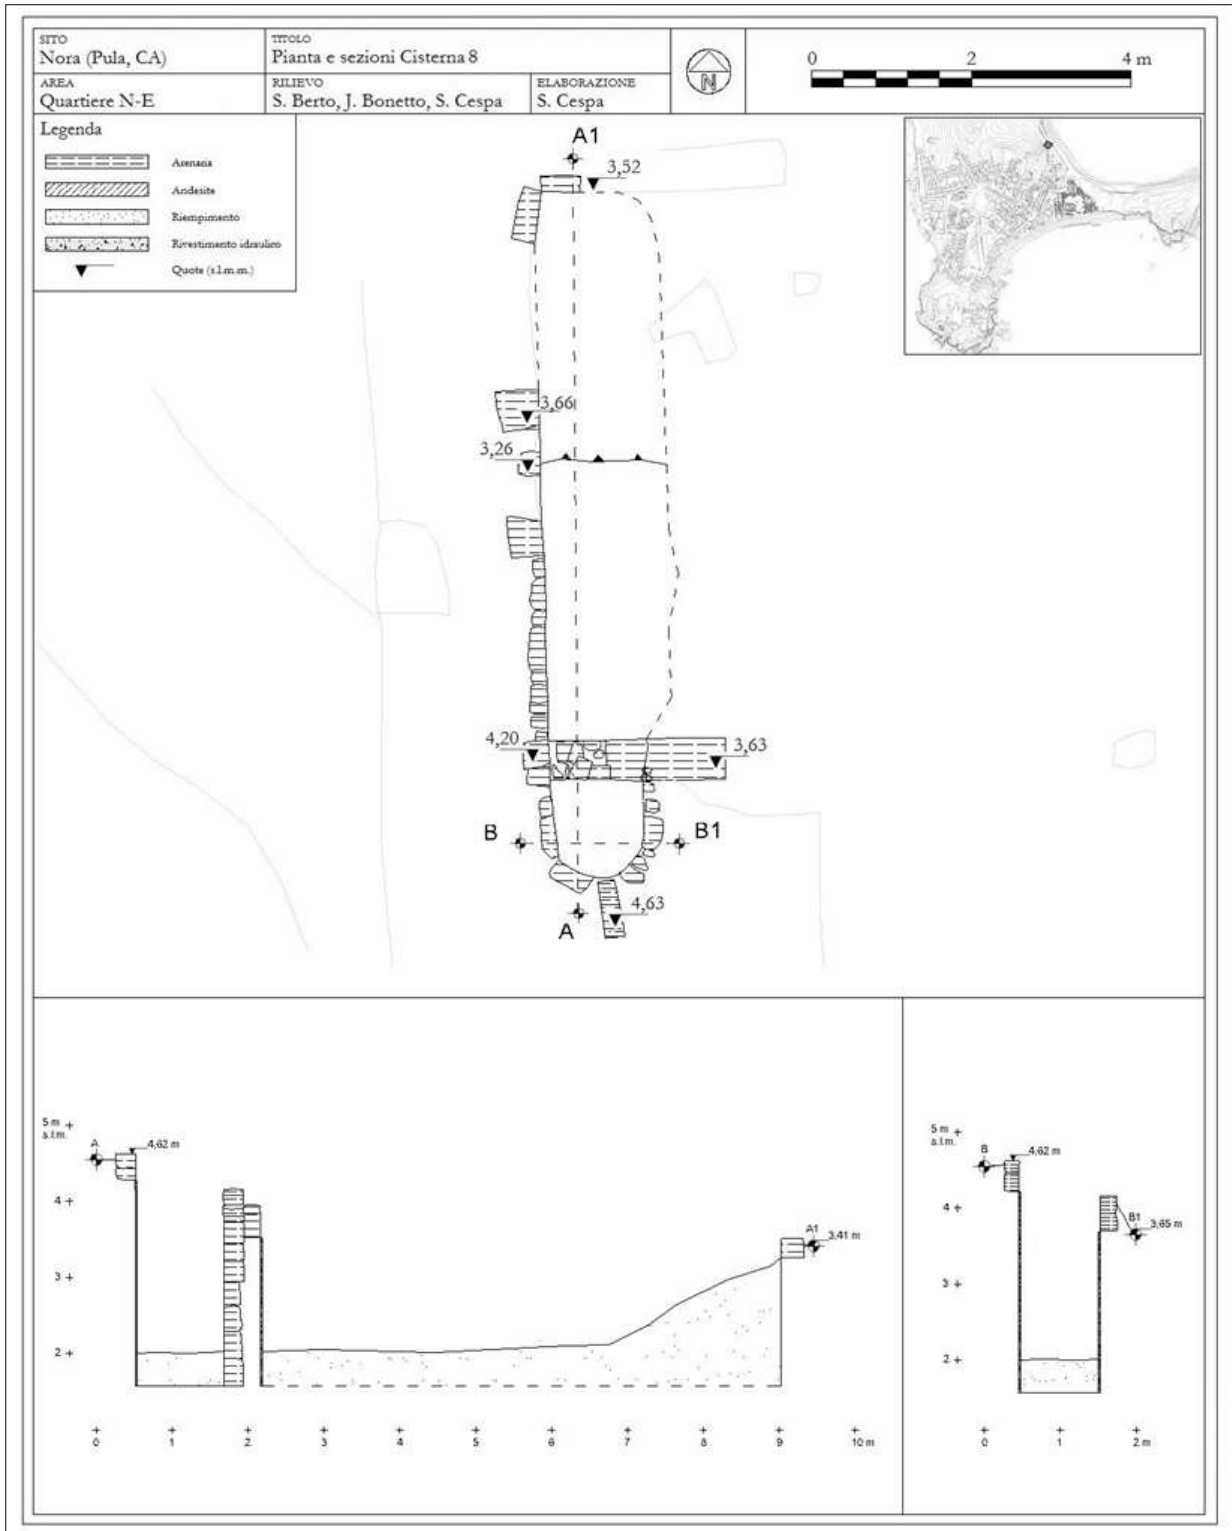 SITO
Nora (Pula, CA)
TITOLO
Pianta e sezioni Cisterna 8
N
0 2 4 m
AREA
Quartiere N-E
RILIEVO
S. Berto, J. Bonetto, S. Cespa
ELABORAZIONE
S. Cespa
Legenda
Arenaria
Andesite
Riempimento
Rivestimento idraulico
Quote (s.l.m.m.)
A1
3,52
3,66
3,26
4,20
3,63
B
B1
4,63
A
5 m
s.l.m.
A
4,62 m
4
A1
3,41 m
3
2
0 1 2 3 4 5 6 7 8 9 10 m
5 m
s.l.m.
B
4,62 m
4
B1
3,65 m
3
2
0 1 2 m